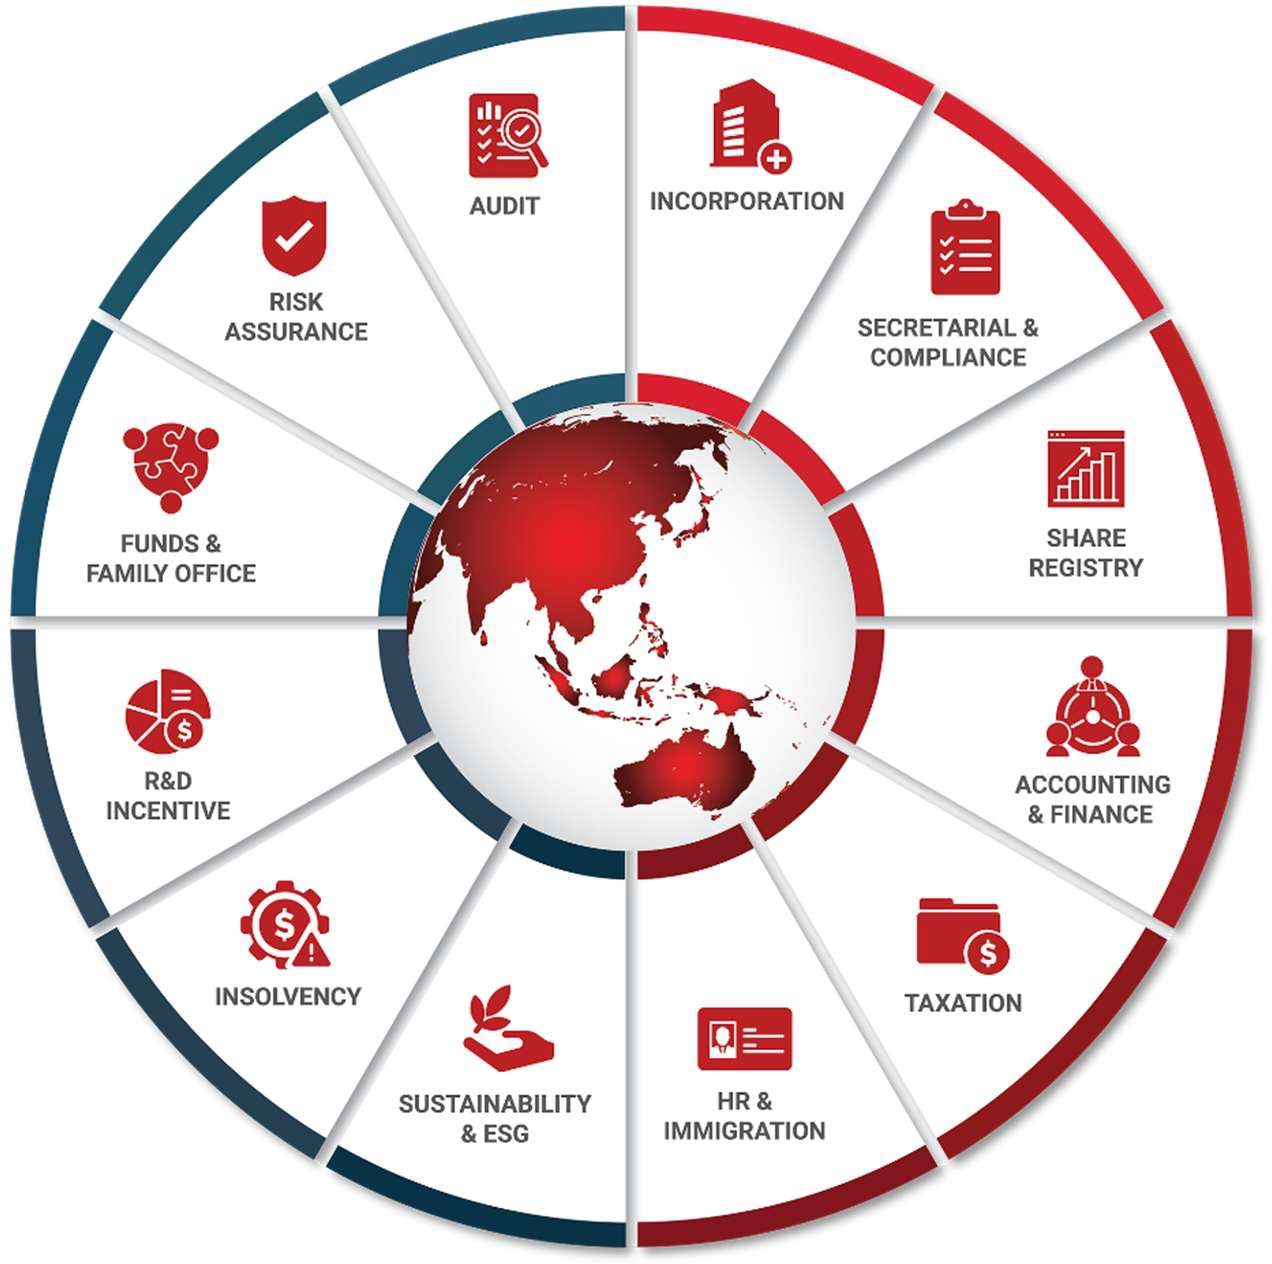 AUDIT
INCORPORATION
SECRETARIAL &
COMPLIANCE
SHARE
REGISTRY
ACCOUNTING
& FINANCE
TAXATION
HR &
IMMIGRATION
SUSTAINABILITY
& ESG
INSOLVENCY
R&D
INCENTIVE
FUNDS &
FAMILY OFFICE
RISK
ASSURANCE
$
$
$